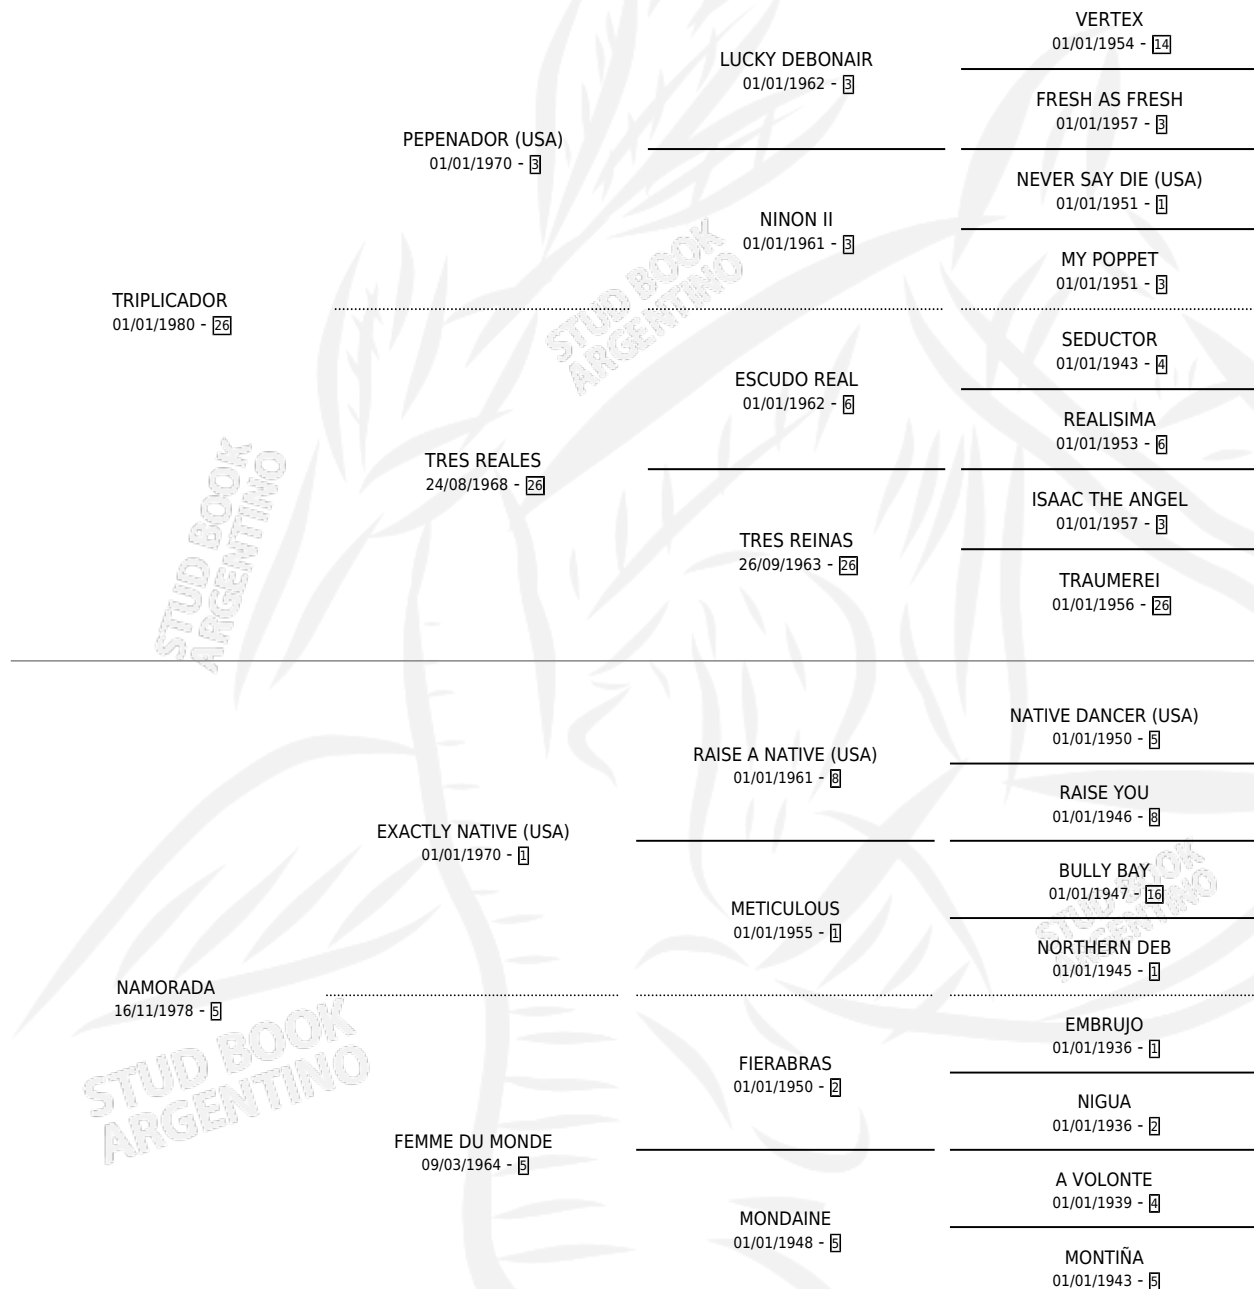 VERTEX
01/01/1954 - 14
LUCKY DEBONAIR
01/01/1962 - 3
FRESH AS FRESH
01/01/1957 - 3
PEPENADOR (USA)
01/01/1970 - 3
NEVER SAY DIE (USA)
01/01/1951 - 1
NINON II
01/01/1961 - 3
MY POPPET
01/01/1951 - 3
TRIPLICADOR
01/01/1980 - 26
SEDUCTOR
01/01/1943 - 4
ESCUDO REAL
01/01/1962 - 6
REALISIMA
01/01/1953 - 6
TRES REALES
24/08/1968 - 26
ISAAC THE ANGEL
01/01/1957 - 3
TRES REINAS
26/09/1963 - 26
TRAUMEREI
01/01/1956 - 26
NATIVE DANCER (USA)
01/01/1950 - 5
RAISE A NATIVE (USA)
01/01/1961 - 8
RAISE YOU
01/01/1946 - 8
EXACTLY NATIVE (USA)
01/01/1970 - 1
BULLY BAY
01/01/1947 - 16
METICULOUS
01/01/1955 - 1
NORTHERN DEB
01/01/1945 - 1
NAMORADA
16/11/1978 - 5
EMBRUJO
01/01/1936 - 1
FIERABRAS
01/01/1950 - 2
NIGUA
01/01/1936 - 2
FEMME DU MONDE
09/03/1964 - 5
A VOLONTE
01/01/1939 - 4
MONDAINE
01/01/1948 - 5
MONTIÑA
01/01/1943 - 5
STUD BOOK
ARGENTINO
STUD BOOK
ARGENTINO
STUD BOOK
ARGENTINO
STUD BOOK
ARGENTINO